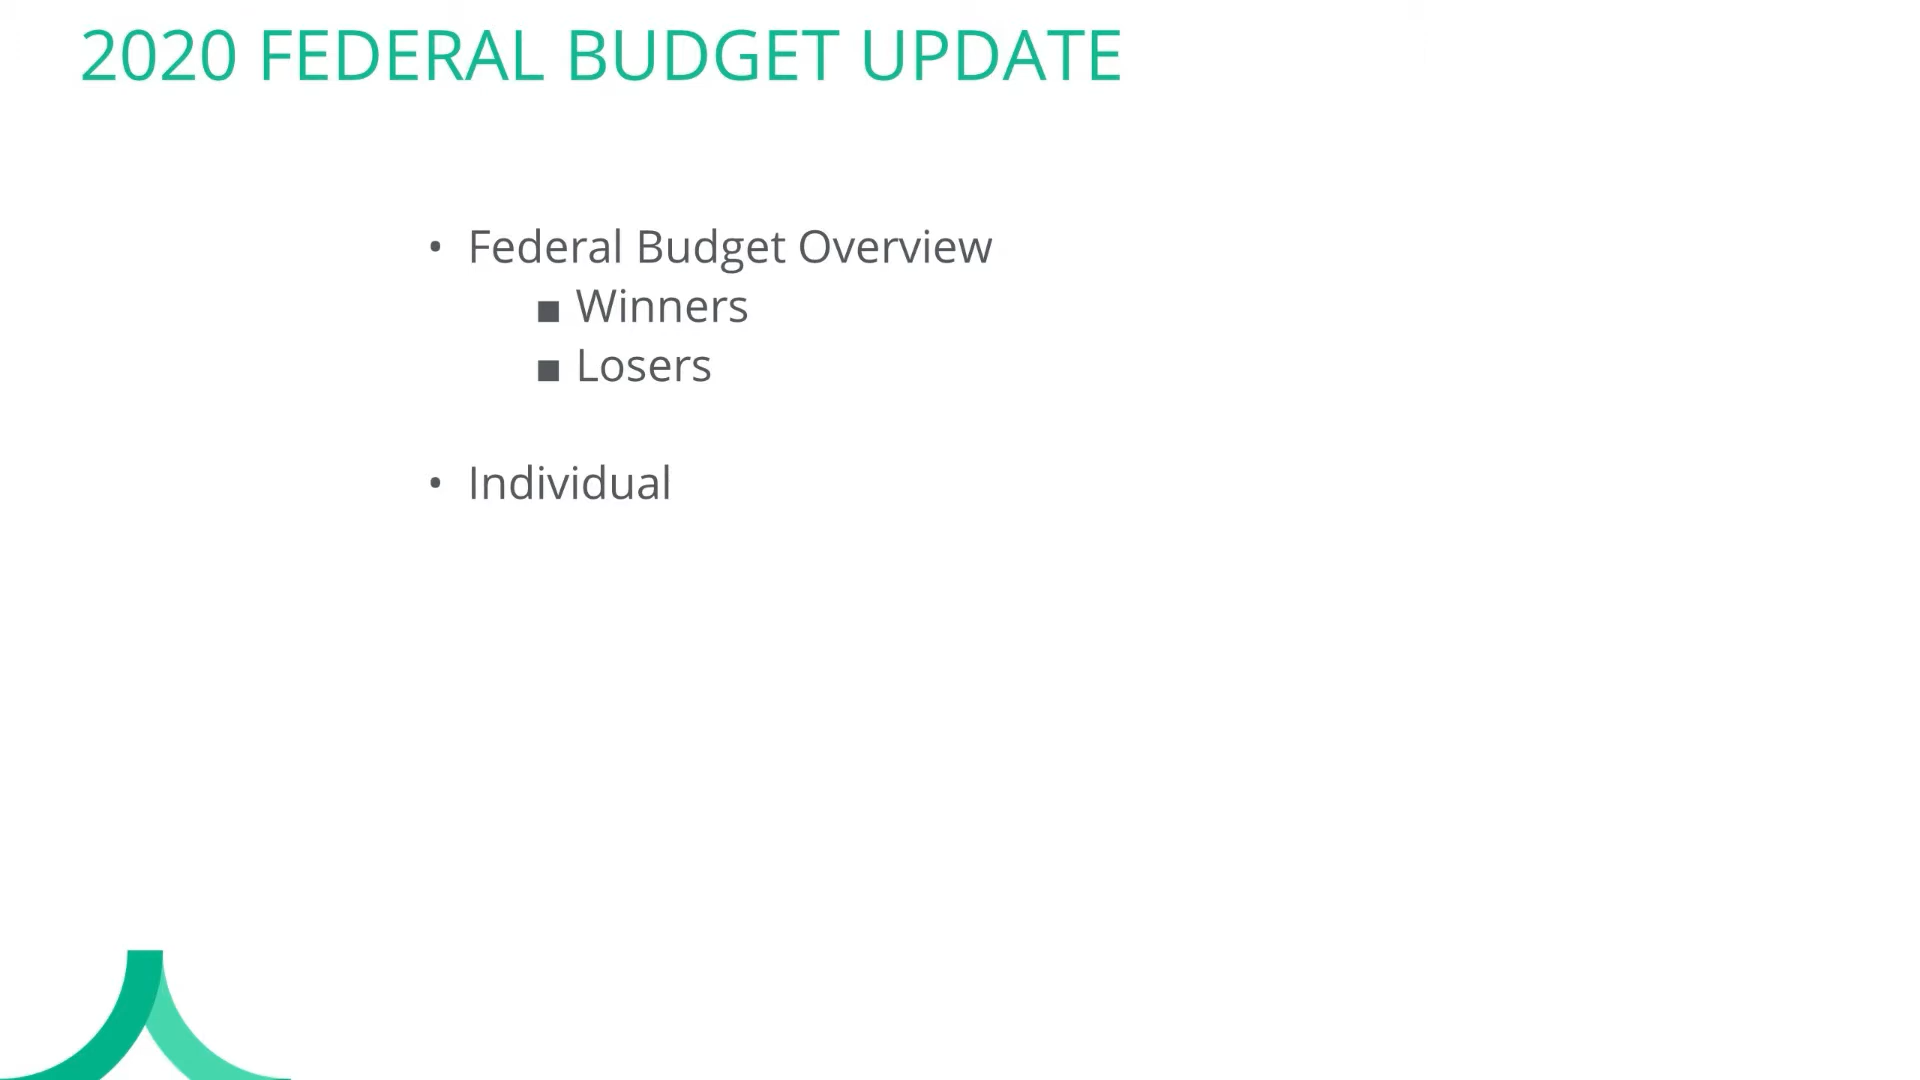 2020 FEDERAL BUDGET UPDATE
• Federal Budget Overview
■ Winners
■ Losers
• Individual